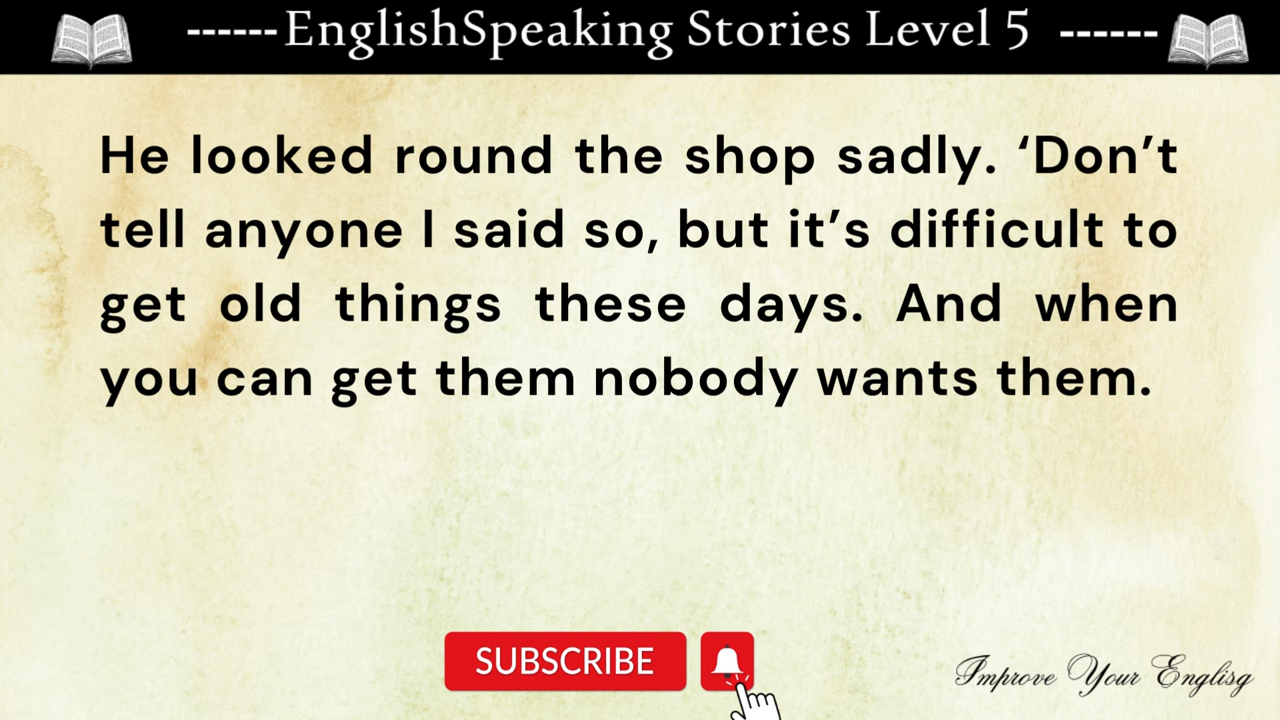 ------EnglishSpeaking Stories Level 5 ------
He looked round the shop sadly. ‘Don’t
tell anyone I said so, but it’s difficult to
get old things these days. And when
you can get them nobody wants them.
SUBSCRIBE
Improve Your Englisg